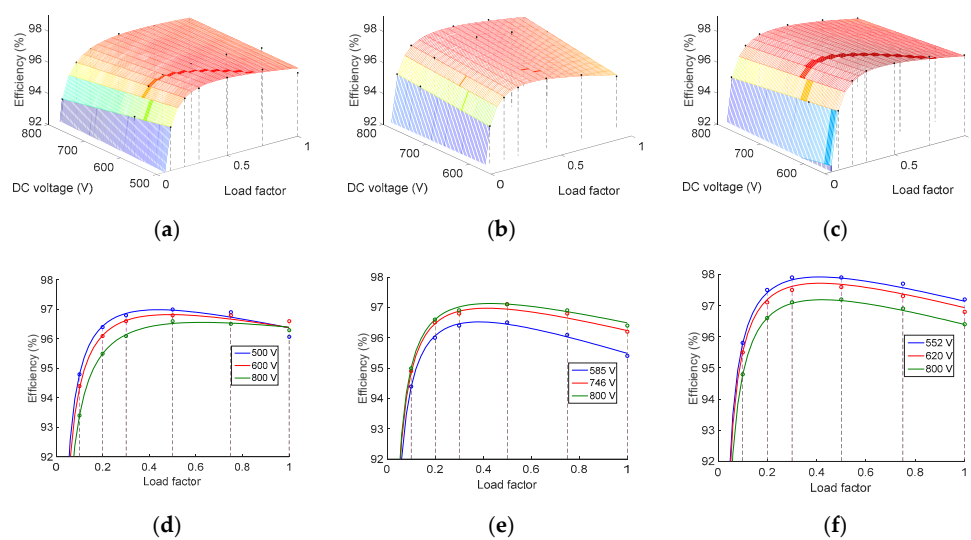 98
96
94
92
Efficiency (%)
800
700
600
500
DC voltage (V)
0
0.5
1
Load factor
98
96
94
92
Efficiency (%)
800
700
600
DC voltage (V)
0
0.5
1
Load factor
98
96
94
92
Efficiency (%)
800
700
600
DC voltage (V)
0
0.5
Load factor
(a)
(b)
(c)
98
97
96
95
94
93
92
Efficiency (%)
500 V
600 V
800 V
0
0.2
0.4
0.6
0.8
1
Load factor
98
97
96
95
94
93
92
Efficiency (%)
585 V
746 V
800 V
0
0.2
0.4
0.6
0.8
1
Load factor
98
97
96
95
94
93
92
Efficiency (%)
552 V
620 V
800 V
0
0.2
0.4
0.6
0.8
1
Load factor
(d)
(e)
(f)